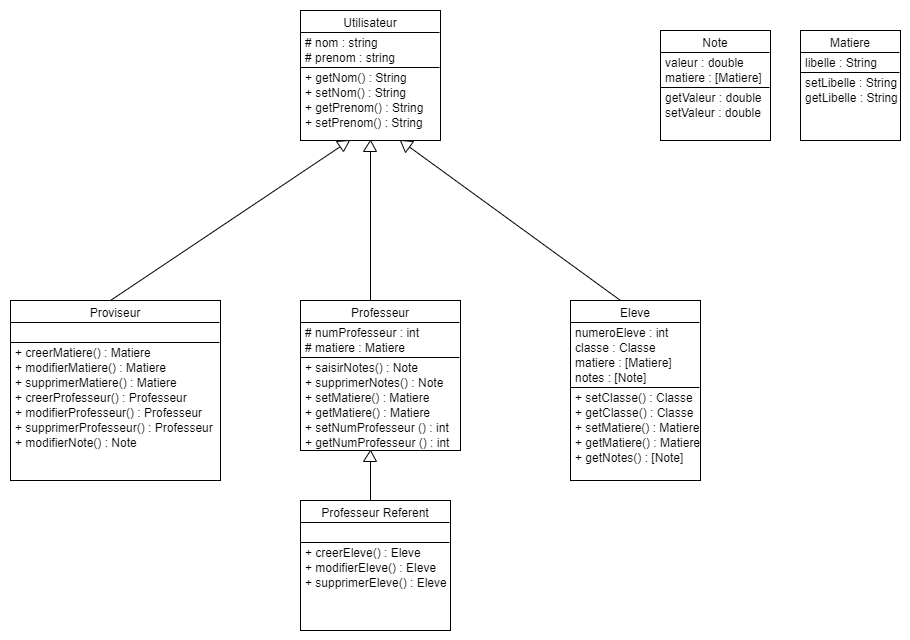 Utilisateur
# nom : string
# prenom : string
+ getNom() : String
+ setNom() : String
+ getPrenom() : String
+ setPrenom() : String
Note
valeur : double
matiere : [Matiere]
getValeur : double
setValeur : double
Matiere
libelle : String
setLibelle : String
getLibelle : String
Proviseur
+ creerMatiere() : Matiere
+ modifierMatiere() : Matiere
+ supprimerMatiere() : Matiere
+ creerProfesseur() : Professeur
+ modifierProfesseur() : Professeur
+ supprimerProfesseur() : Professeur
+ modifierNote() : Note
Professeur
# numProfesseur : int
# matiere : Matiere
+ saisirNotes() : Note
+ supprimerNotes() : Note
+ setMatiere() : Matiere
+ getMatiere() : Matiere
+ setNumProfesseur () : int
+ getNumProfesseur () : int
Eleve
numeroEleve : int
classe : Classe
matiere : [Matiere]
notes : [Note]
+ setClasse() : Classe
+ getClasse() : Classe
+ setMatiere() : Matiere
+ getMatiere() : Matiere
+ getNotes() : [Note]
Professeur Referent
+ creerEleve() : Eleve
+ modifierEleve() : Eleve
+ supprimerEleve() : Eleve